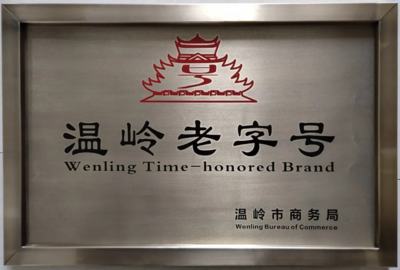 温岭老字号
Wenling Time-honored Brand
温岭市商务局
Wenling Bureau of Commerce